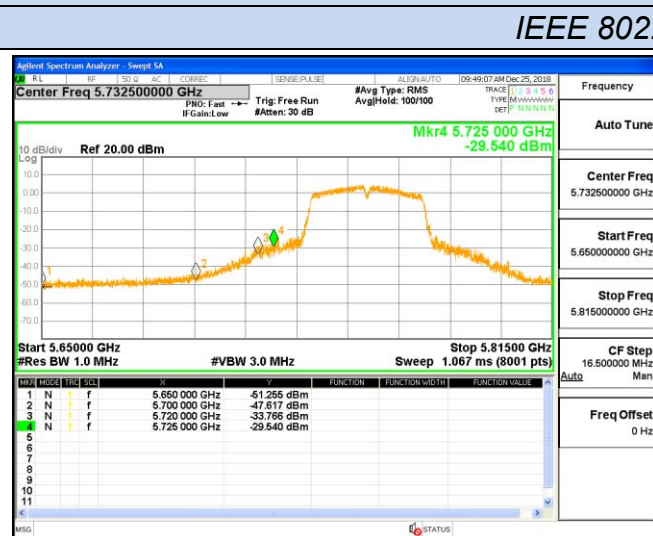 IEEE 802.
Agilent Spectrum Analyzer - Swept SA
RL RF 50 Ω AC CORREC SENSE:PULSE ALIGN AUTO 09:49:07 AM Dec 25, 2018
Center Freq 5.732500000 GHz
PNO: Fast
IFGain:Low
Trig: Free Run
#Atten: 30 dB
#Avg Type: RMS
Avg|Hold: 100/100
TRACE 1 2 3 4 5 6
TYPE M
DET P N N N N N
Mkr4 5.725 000 GHz
-29.540 dBm
10 dB/div Ref 20.00 dBm
Log
10.0
0.00
-10.0
-20.0
-30.0
-40.0
-50.0
-60.0
-70.0
1
2
3
4
Start 5.65000 GHz Stop 5.81500 GHz
#Res BW 1.0 MHz #VBW 3.0 MHz Sweep 1.067 ms (8001 pts)
MKR MODE TRC SCL X Y FUNCTION FUNCTION WIDTH FUNCTION VALUE
1 N 1 f 5.650 000 GHz -51.255 dBm
2 N 1 f 5.700 000 GHz -47.617 dBm
3 N 1 f 5.720 000 GHz -33.766 dBm
4 N 1 f 5.725 000 GHz -29.540 dBm
5
6
7
8
9
10
11
MSG STATUS
Frequency
Auto Tune
Center Freq
5.732500000 GHz
Start Freq
5.650000000 GHz
Stop Freq
5.815000000 GHz
CF Step
16.500000 MHz
Auto Man
Freq Offset
0 Hz